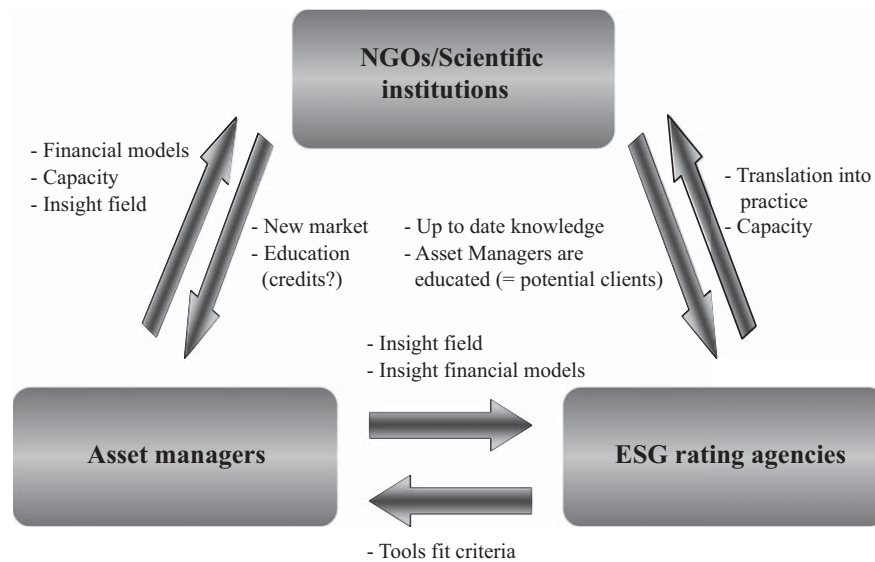 NGOs/Scientific
institutions
- Financial models
- Capacity
- Insight field
- New market
- Education
(credits?)
- Up to date knowledge
- Asset Managers are
educated (= potential clients)
- Translation into
practice
- Capacity
- Insight field
- Insight financial models
Asset managers
ESG rating agencies
- Tools fit criteria